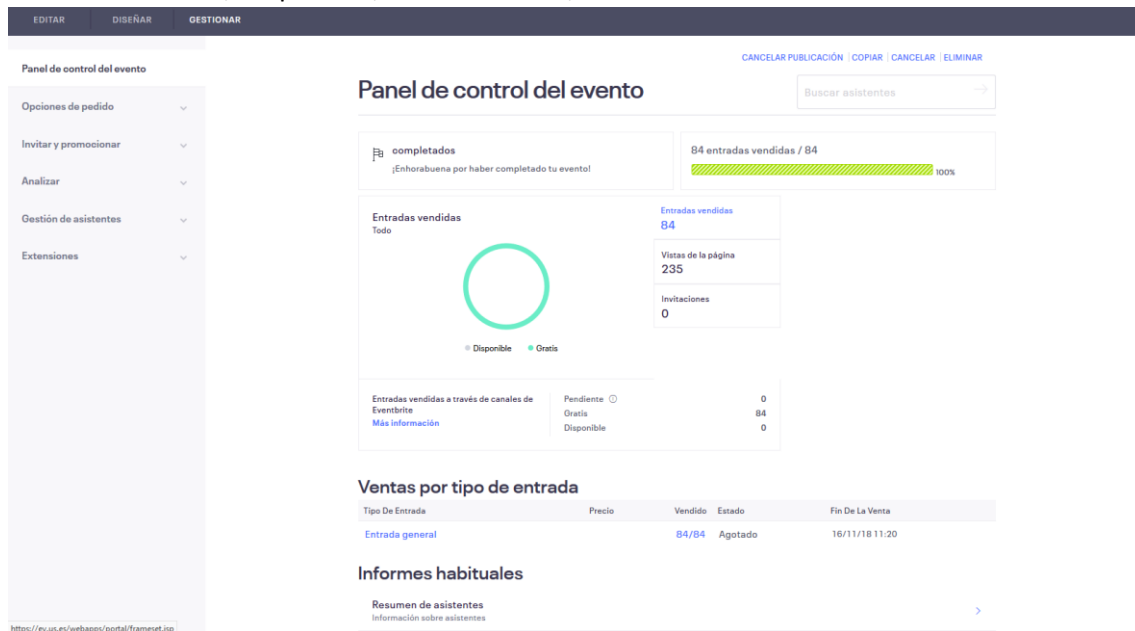 EDITAR DISEÑAR GESTIONAR
CANCELAR PUBLICACIÓN COPIAR CANCELAR ELIMINAR
Panel de control del evento
Opciones de pedido
Invitar y promocionar
Analizar
Gestión de asistentes
Extensiones
Panel de control del evento
Buscar asistentes
completados
¡Enhorabuena por haber completado tu evento!
84 entradas vendidas / 84
100%
Entradas vendidas
Todo
Disponible Gratis
Entradas vendidas
84
Vistas de la página
235
Invitaciones
0
Entradas vendidas a través de canales de
Eventbrite
Más información
Pendiente 0
Gratis 84
Disponible 0
Ventas por tipo de entrada
Tipo De Entrada Precio Vendido Estado Fin De La Venta
Entrada general 84/84 Agotado 16/11/18 11:20
Informes habituales
Resumen de asistentes
Información sobre asistentes
https://ev.us.es/webapps/portal/frameset.jsp